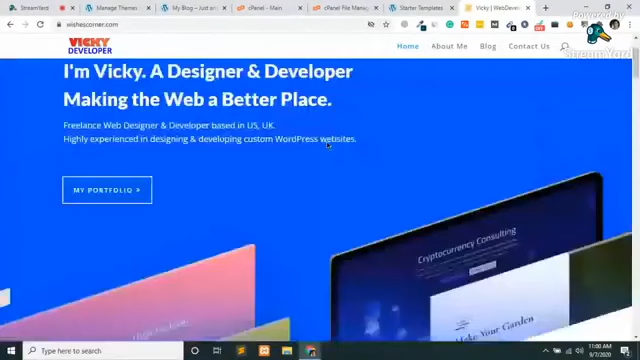 StreamYard
Manage Themes
My Blog – Just an
cPanel - Main
cPanel File Mana
Starter Templates
Vicky | WebDevelo
wishescorner.com
Powered by
StreamYard
VICKY
DEVELOPER
Home
About Me
Blog
Contact Us
I'm Vicky. A Designer & Developer
Making the Web a Better Place.
Freelance Web Designer & Developer based in US, UK.
Highly experienced in designing & developing custom WordPress websites.
MY PORTFOLIO »
Cryptocurrency Consulting
Make Your Garden
Type here to search
11:00 AM
9/7/2020